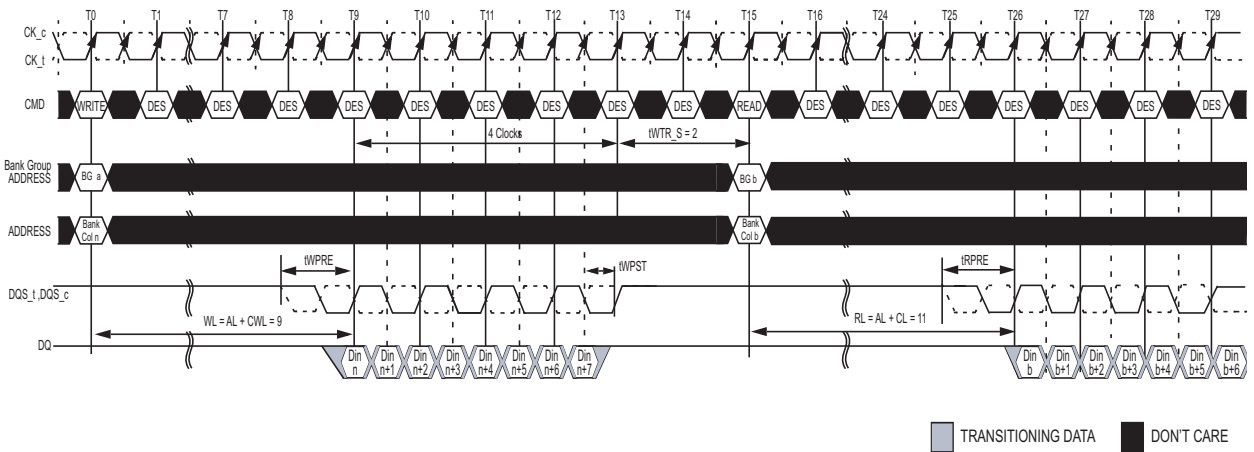 T0 T1 T7 T8 T9 T10 T11 T12 T13 T14 T15 T16 T24 T25 T26 T27 T28 T29
CK_c
CK_t
CMD WRITE DES DES DES DES DES DES DES DES DES READ DES DES DES DES DES DES DES
4 Clocks tWTR_S = 2
Bank Group
ADDRESS BG a BG b
ADDRESS Bank Col n Bank Col b
tWPRE tWPST tRPRE
DQS_t ,DQS_c
WL = AL + CWL = 9 RL = AL + CL = 11
DQ Din n Din n+1 Din n+2 Din n+3 Din n+4 Din n+5 Din n+6 Din n+7 Din b Din b+1 Din b+2 Din b+3 Din b+4 Din b+5 Din b+6
TRANSITIONING DATA DON'T CARE